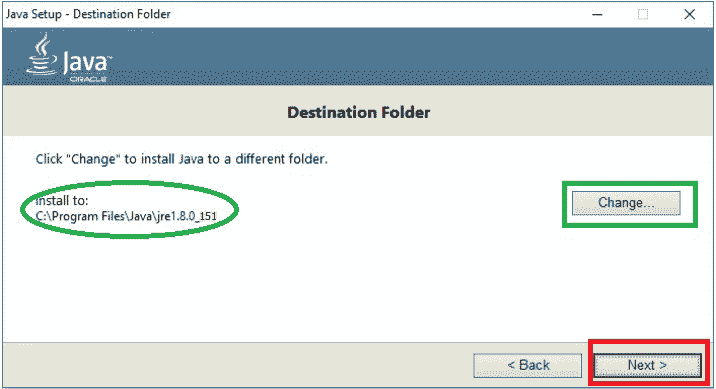 Java Setup - Destination Folder
Java™
ORACLE
Destination Folder
Click "Change" to install Java to a different folder.
Install to:
C:\Program Files\Java\jre1.8.0_151
Change...
< Back
Next >